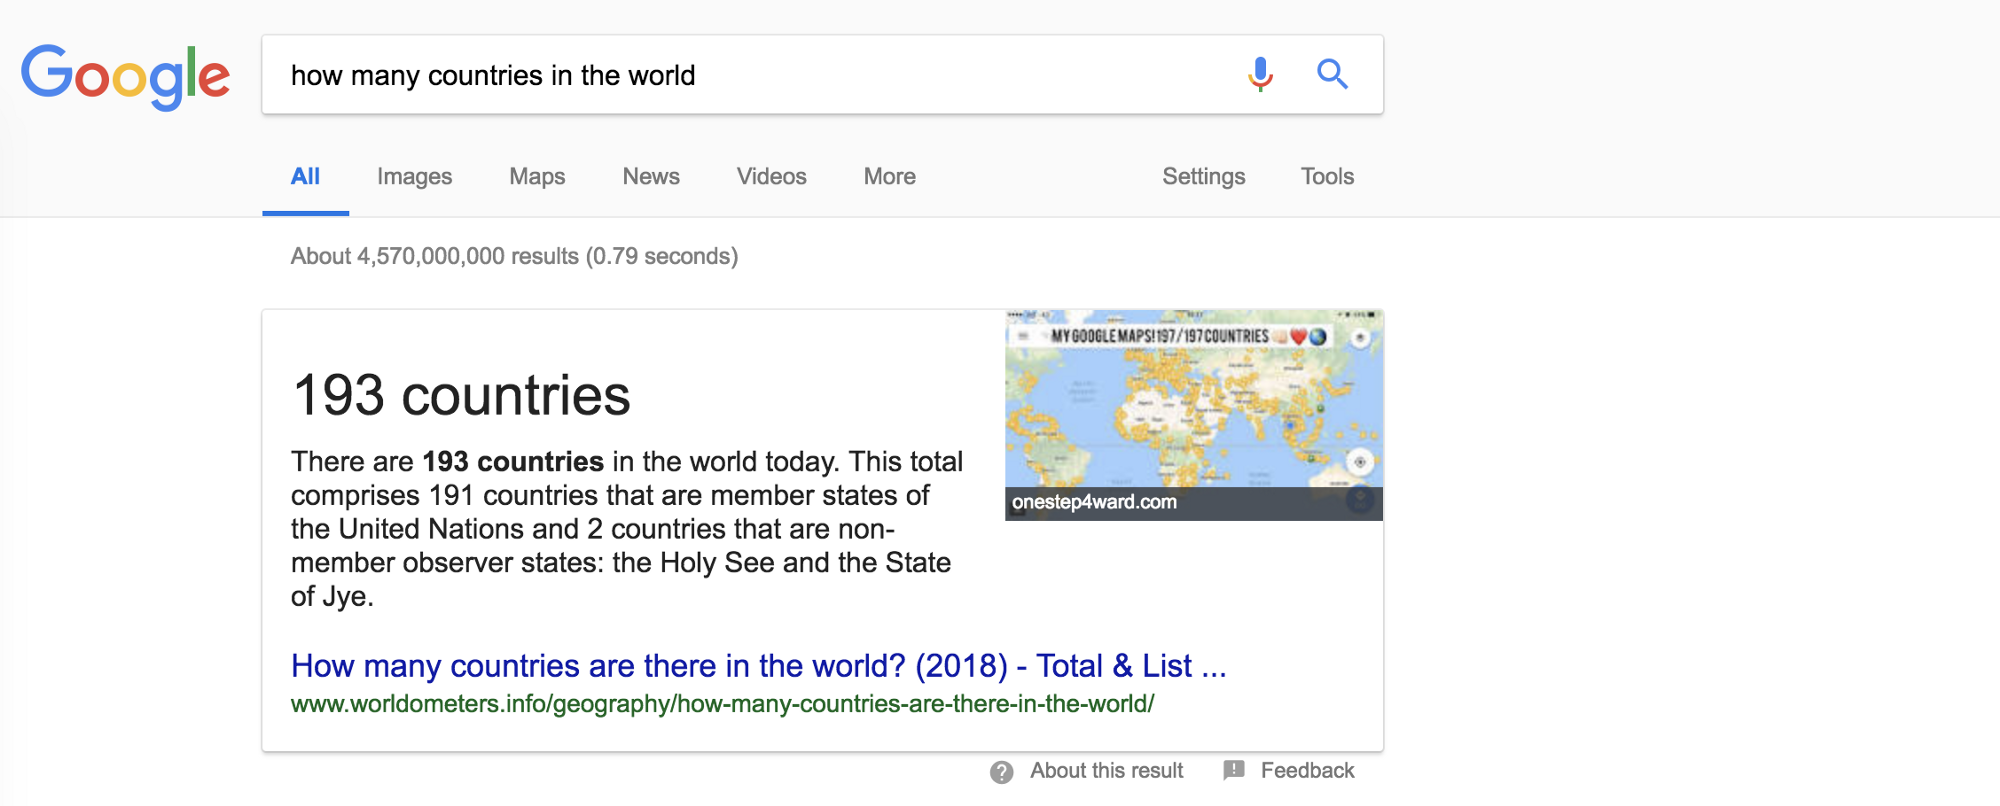 Google
how many countries in the world
All Images Maps News Videos More Settings Tools
About 4,570,000,000 results (0.79 seconds)
MY GOOGLE MAPS! 197/197 COUNTRIES
onestep4ward.com
193 countries
There are 193 countries in the world today. This total
comprises 191 countries that are member states of
the United Nations and 2 countries that are non-
member observer states: the Holy See and the State
of Jye.
How many countries are there in the world? (2018) - Total & List ...
www.worldometers.info/geography/how-many-countries-are-there-in-the-world/
About this result Feedback